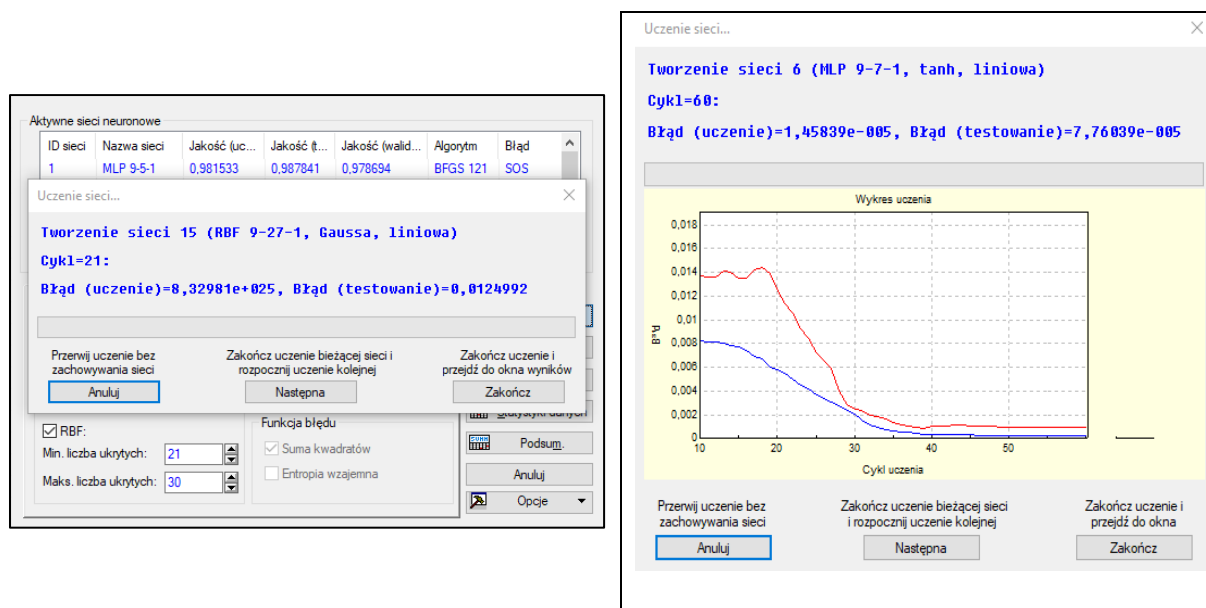 Aktywne sieci neuronowe
ID sieci Nazwa sieci Jakość (uc... Jakość (t... Jakość (walid... Algorytm Błąd
1 MLP 9-5-1 0,981533 0,987841 0,978694 BFGS 121 SOS
Uczenie sieci...
Tworzenie sieci 15 (RBF 9-27-1, Gaussa, liniowa)
Cykl=21:
Błąd (uczenie)=8,32981e+025, Błąd (testowanie)=0,0124992
Przerwij uczenie bez zachowywania sieci
Zakończ uczenie bieżącej sieci i rozpocznij uczenie kolejnej
Zakończ uczenie i przejdź do okna wyników
Anuluj Następna Zakończ
Statystyki danych
RBF:
Min. liczba ukrytych: 21
Maks. liczba ukrytych: 30
Funkcja błędu
Suma kwadratów
Entropia wzajemna
Podsum.
Anuluj
Opcje
Uczenie sieci...
Tworzenie sieci 6 (MLP 9-7-1, tanh, liniowa)
Cykl=60:
Błąd (uczenie)=1,45839e-005, Błąd (testowanie)=7,76039e-005
Wykres uczenia
0,018
0,016
0,014
0,012
0,01
0,008
0,006
0,004
0,002
0
Błąd
10 20 30 40 50
Cykl uczenia
Przerwij uczenie bez zachowywania sieci
Zakończ uczenie bieżącej sieci i rozpocznij uczenie kolejnej
Zakończ uczenie i przejdź do okna
Anuluj Następna Zakończ